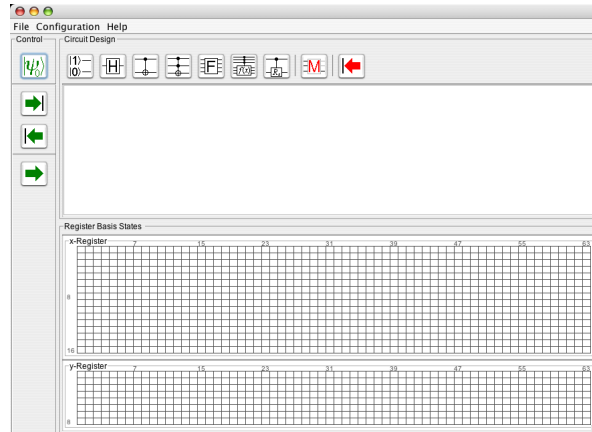 File Configuration Help
Control
Circuit Design
|ψ0⟩
|1⟩
|0⟩
H
F
f(x)
M
Register Basis States
x-Register
7 15 23 31 39 47 55 63
8
16
y-Register
7 15 23 31 39 47 55 63
8